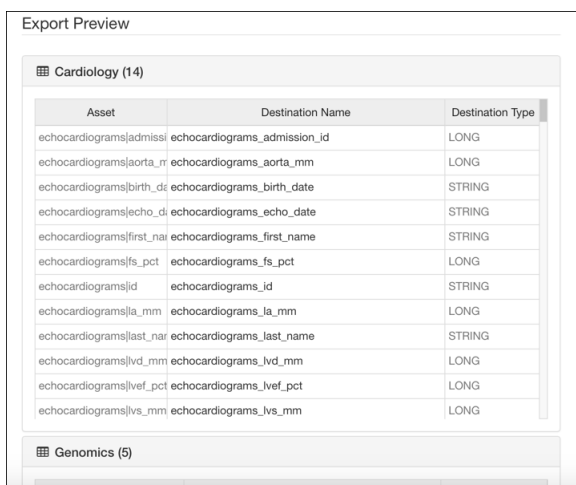 Export Preview
Cardiology (14)
Asset Destination Name Destination Type
echocardiograms|admissi echocardiograms_admission_id LONG
echocardiograms|aorta_m echocardiograms_aorta_mm LONG
echocardiograms|birth_da echocardiograms_birth_date STRING
echocardiograms|echo_da echocardiograms_echo_date STRING
echocardiograms|first_nar echocardiograms_first_name STRING
echocardiograms|fs_pct echocardiograms_fs_pct LONG
echocardiograms|id echocardiograms_id STRING
echocardiograms|la_mm echocardiograms_la_mm LONG
echocardiograms|last_nar echocardiograms_last_name STRING
echocardiograms|lvd_mm echocardiograms_lvd_mm LONG
echocardiograms|lvef_pct echocardiograms_lvef_pct LONG
echocardiograms|lvs_mm echocardiograms_lvs_mm LONG
Genomics (5)